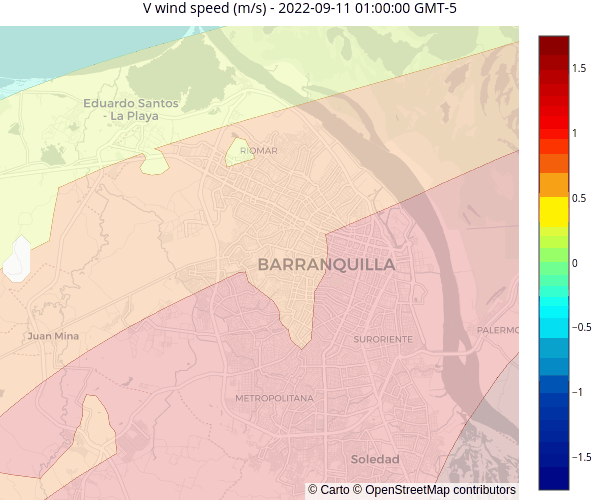 V wind speed (m/s) - 2022-09-11 01:00:00 GMT-5
Eduardo Santos
- La Playa
RIOMAR
BARRANQUILLA
Juan Mina
SURORIENTE
PALERMO
METROPOLITANA
Soledad
© Carto © OpenStreetMap contributors
1.5
1
0.5
0
−0.5
−1
−1.5